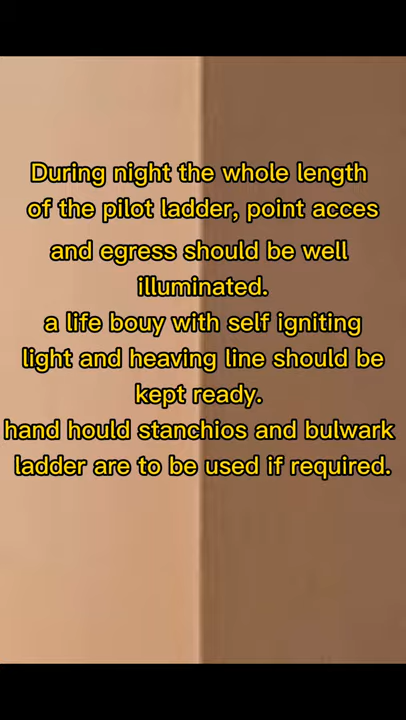 During night the whole length
of the pilot ladder, point acces
and egress should be well
illuminated.
a life bouy with self igniting
light and heaving line should be
kept ready.
hand hould stanchios and bulwark
ladder are to be used if required.